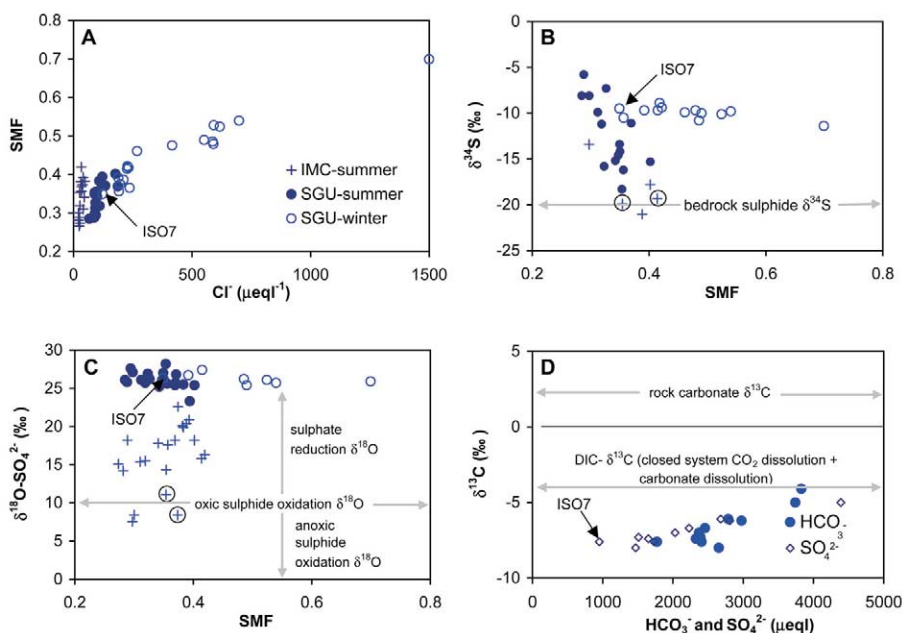 A
SMF
0.8
0.7
0.6
0.5
0.4
0.3
0.2
IMC-summer
SGU-summer
SGU-winter
ISO7
0 500 1000 1500
Cl⁻ (μeql⁻¹)
B
δ³⁴S (‰)
0
-5
-10
-15
-20
-25
ISO7
bedrock sulphide δ³⁴S
0.2 0.4 0.6 0.8
SMF
C
δ¹⁸O-SO₄²⁻ (‰)
30
25
20
15
10
5
0
ISO7
sulphate
reduction δ¹⁸O
oxic sulphide oxidation δ¹⁸O
anoxic
sulphide
oxidation δ¹⁸O
0.2 0.4 0.6 0.8
SMF
D
δ¹³C (‰)
5
0
-5
-10
rock carbonate δ¹³C
DIC- δ¹³C (closed system CO₂ dissolution +
carbonate dissolution)
ISO7
HCO₃⁻
SO₄²⁻
0 1000 2000 3000 4000 5000
HCO₃⁻ and SO₄²⁻ (μeql)